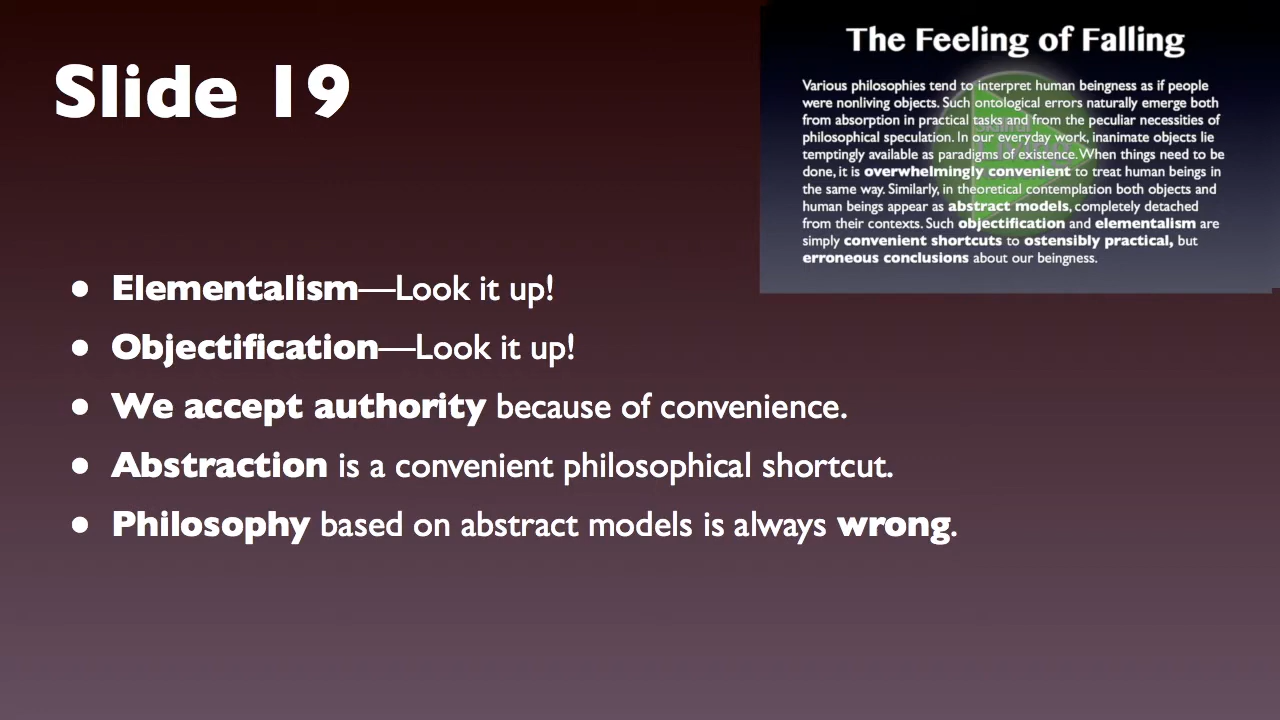 Slide 19
The Feeling of Falling
Various philosophies tend to interpret human beingness as if people
were nonliving objects. Such ontological errors naturally emerge both
from absorption in practical tasks and from the peculiar necessities of
philosophical speculation. In our everyday work, inanimate objects lie
temptingly available as paradigms of existence. When things need to be
done, it is overwhelmingly convenient to treat human beings in
the same way. Similarly, in theoretical contemplation both objects and
human beings appear as abstract models, completely detached
from their contexts. Such objectification and elementalism are
simply convenient shortcuts to ostensibly practical, but
erroneous conclusions about our beingness.
• Elementalism—Look it up!
• Objectification—Look it up!
• We accept authority because of convenience.
• Abstraction is a convenient philosophical shortcut.
• Philosophy based on abstract models is always wrong.